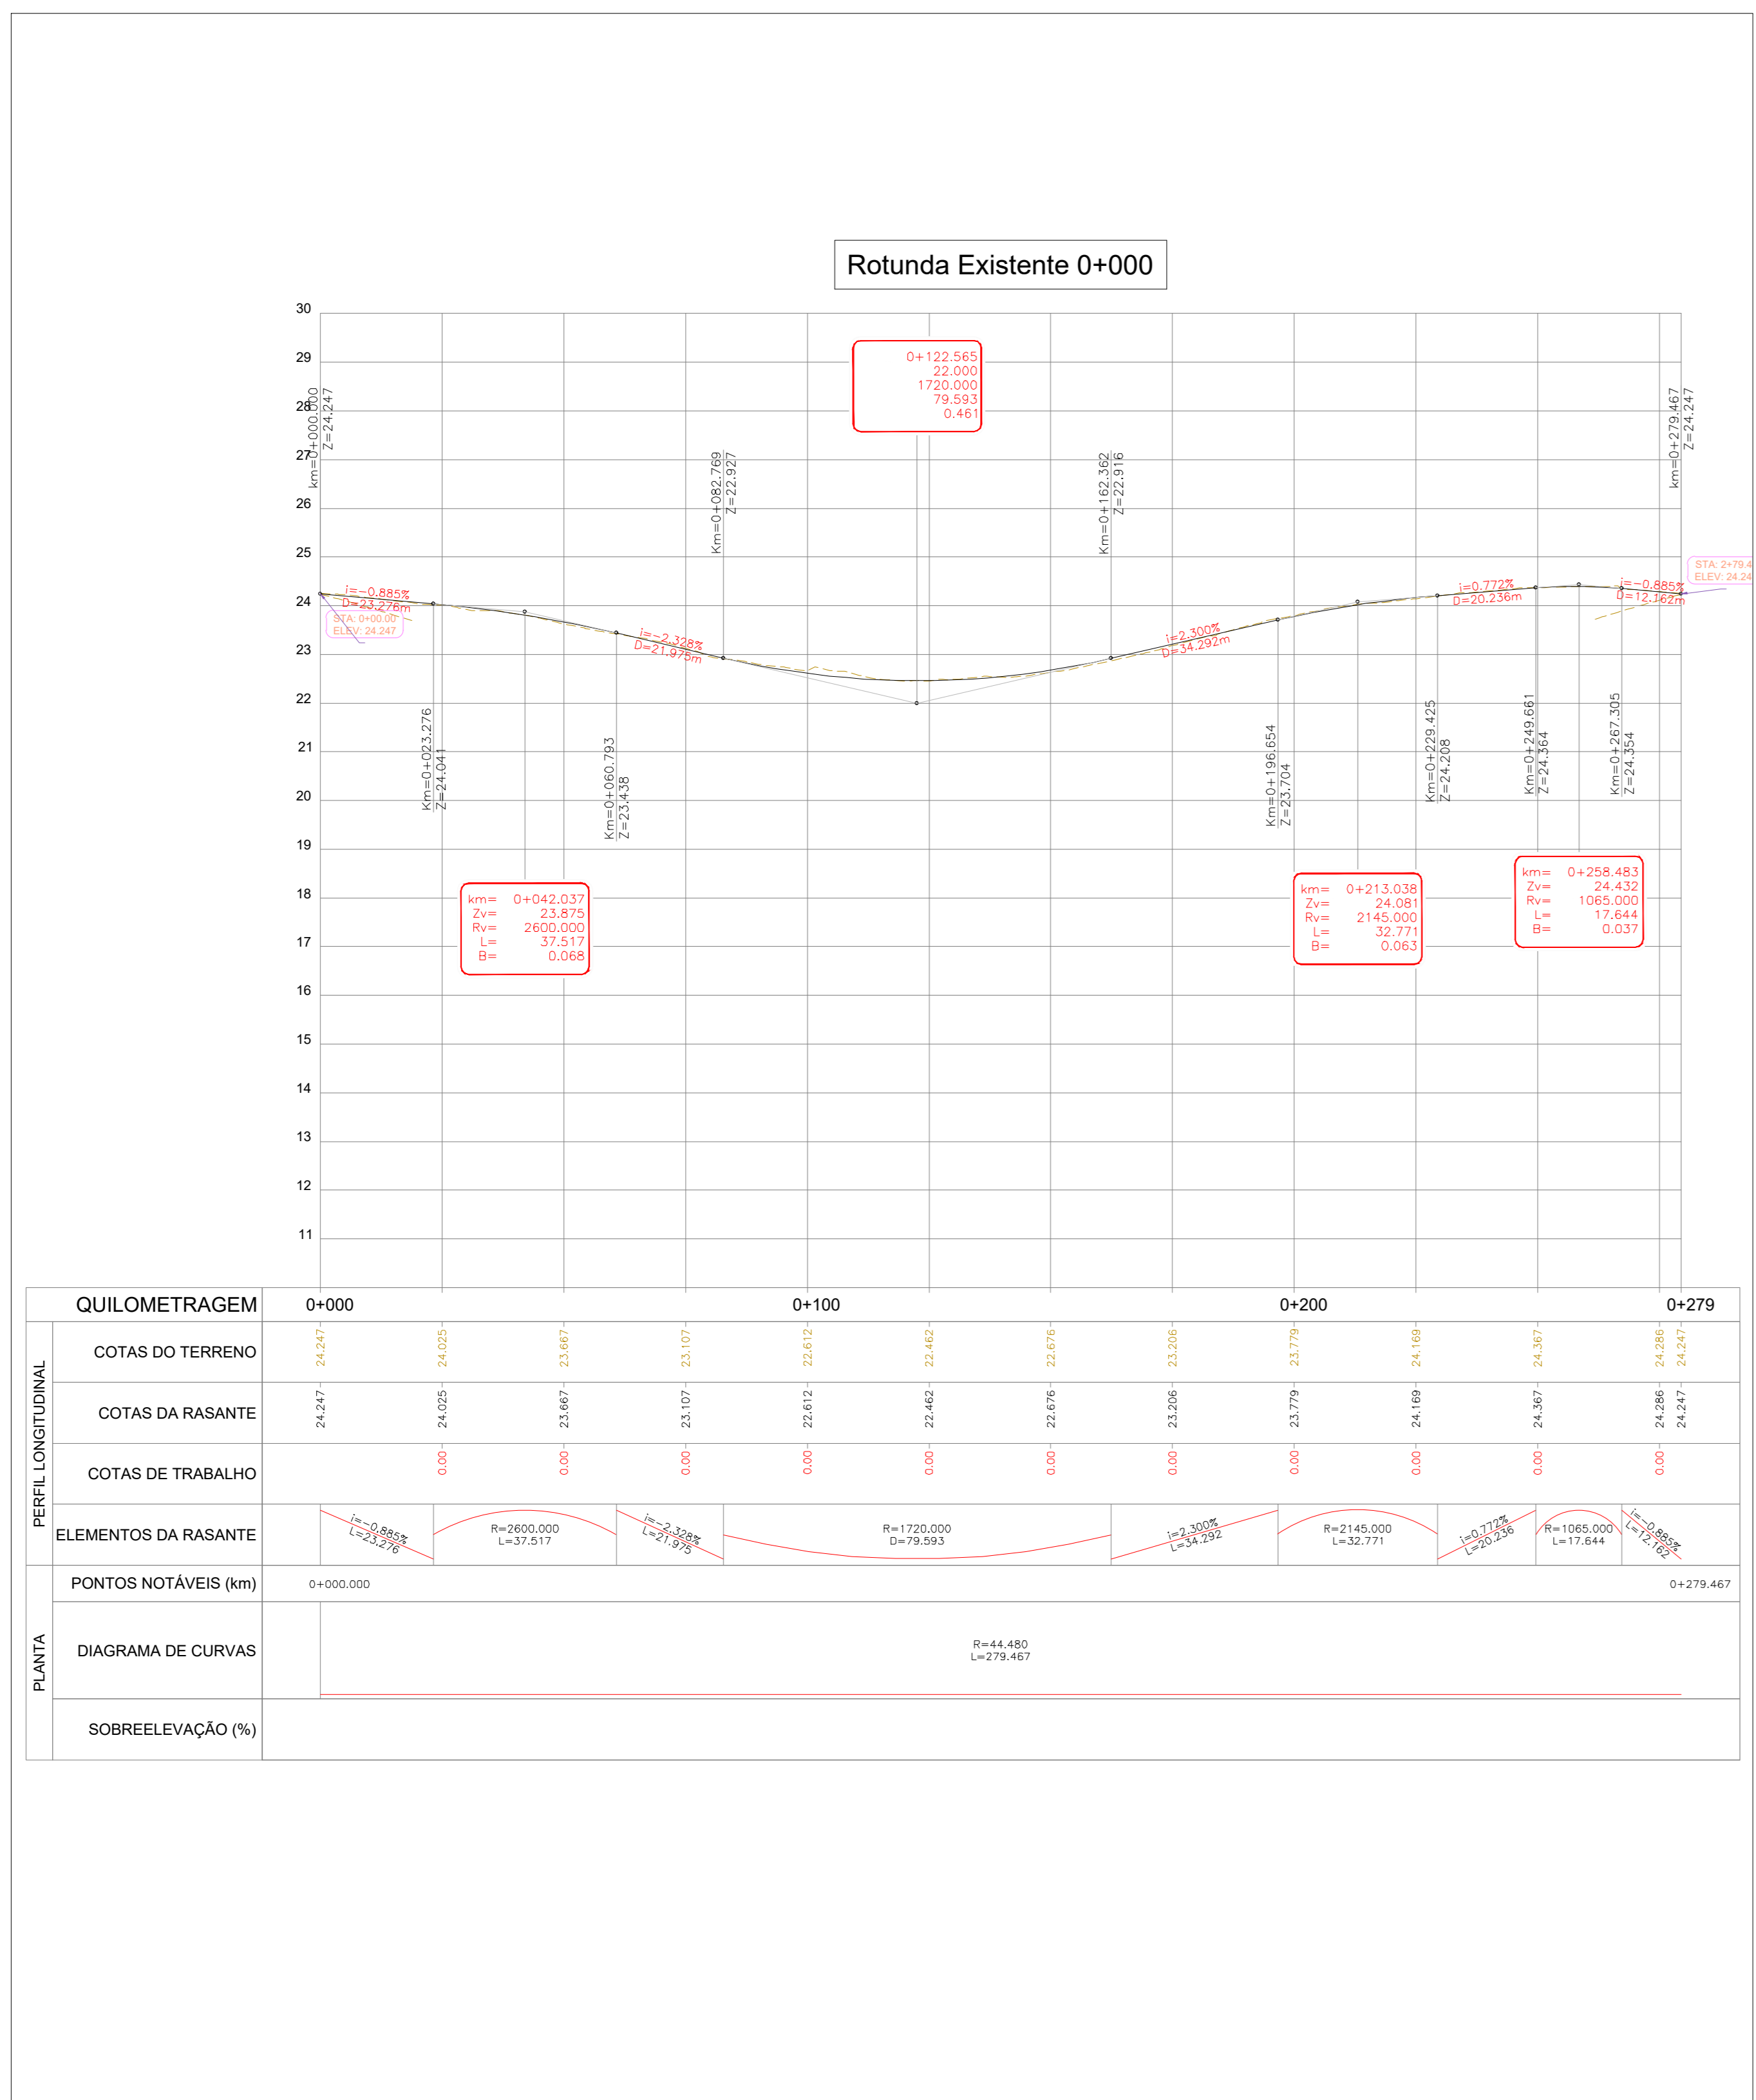 Rotunda Existente 0+000
30
29
28
27
26
25
24
23
22
21
20
19
18
17
16
15
14
13
12
11
km=0+000.000
Z=24.247
Km=0+082.769
Z=22.927
0+122.565
22.000
1720.000
79.593
0.461
Km=0+162.362
Z=22.916
km=0+279.467
Z=24.247
i=-0.885%
D=23.276m
STA: 0+00.00
ELEV: 24.247
i=-2.328%
D=21.975m
i=2.300%
D=34.292m
i=0.772%
D=20.236m
i=-0.885%
D=12.162m
STA: 2+79.4
ELEV: 24.24
Km=0+023.276
Z=24.041
Km=0+060.793
Z=23.438
Km=0+196.654
Z=23.704
Km=0+229.425
Z=24.208
Km=0+249.661
Z=24.364
Km=0+267.305
Z=24.354
km= 0+042.037
Zv= 23.875
Rv= 2600.000
L= 37.517
B= 0.068
km= 0+213.038
Zv= 24.081
Rv= 2145.000
L= 32.771
B= 0.063
km= 0+258.483
Zv= 24.432
Rv= 1065.000
L= 17.644
B= 0.037
QUILOMETRAGEM 0+000 0+100 0+200 0+279
PERFIL LONGITUDINAL
COTAS DO TERRENO 24.247 24.025 23.667 23.107 22.612 22.462 22.676 23.206 23.779 24.169 24.367 24.286 24.247
COTAS DA RASANTE 24.247 24.025 23.667 23.107 22.612 22.462 22.676 23.206 23.779 24.169 24.367 24.286 24.247
COTAS DE TRABALHO 0.00 0.00 0.00 0.00 0.00 0.00 0.00 0.00 0.00 0.00 0.00
ELEMENTOS DA RASANTE
i=-0.885%
L=23.276
R=2600.000
L=37.517
i=-2.328%
L=21.975
R=1720.000
D=79.593
i=2.300%
L=34.292
R=2145.000
L=32.771
i=0.772%
L=20.236
R=1065.000
L=17.644
i=-0.885%
L=12.162
PLANTA
PONTOS NOTÁVEIS (km) 0+000.000 0+279.467
DIAGRAMA DE CURVAS
R=44.480
L=279.467
SOBREELEVAÇÃO (%)